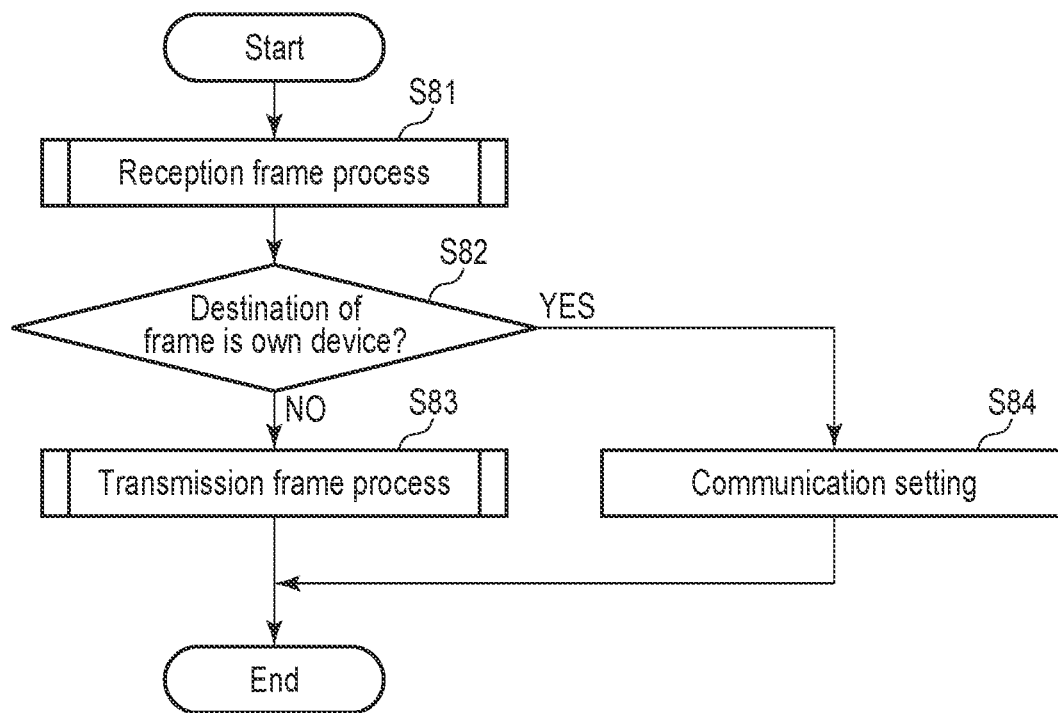 Start
S81
Reception frame process
S82
Destination of
frame is own device?
YES
NO
S83
Transmission frame process
S84
Communication setting
End